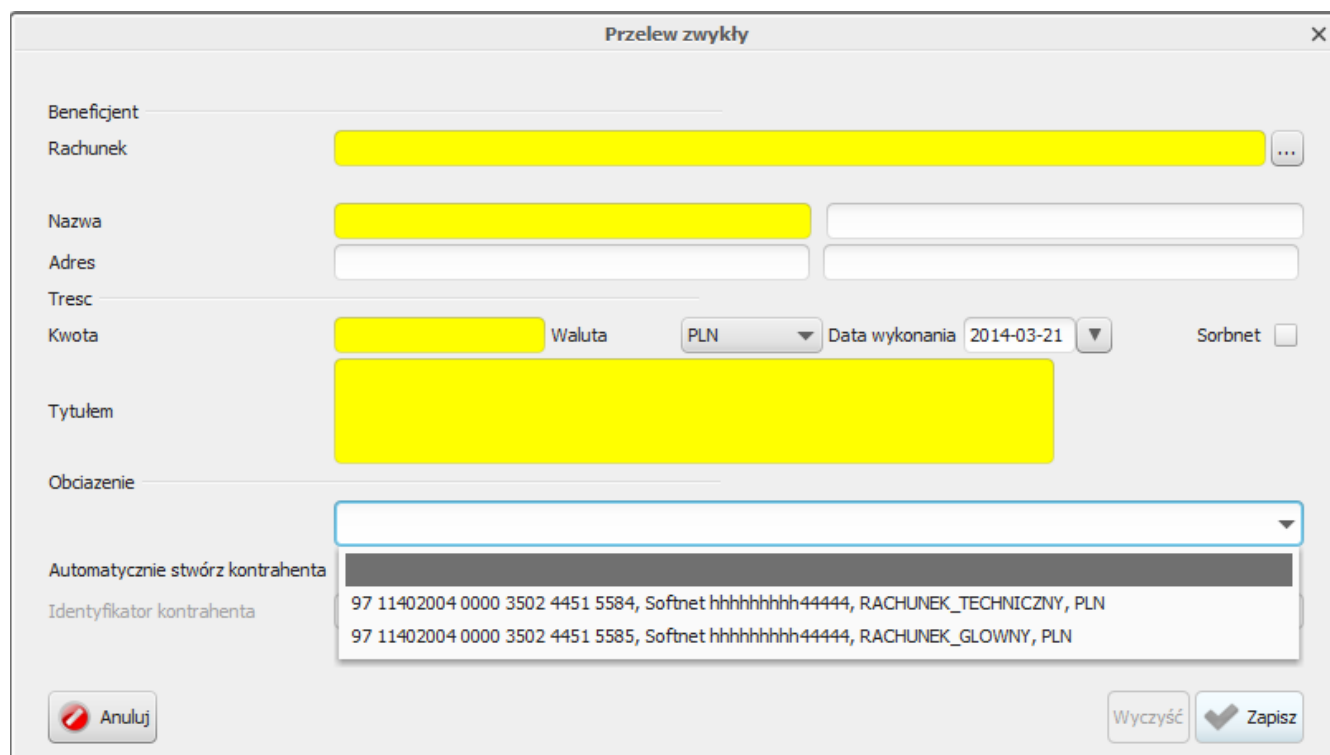 Przelew zwykły
Beneficjent
Rachunek
...
Nazwa
Adres
Tresc
Kwota Waluta PLN Data wykonania 2014-03-21 Sorbnet
Tytułem
Obciazenie
Automatycznie stwórz kontrahenta
Identyfikator kontrahenta
97 11402004 0000 3502 4451 5584, Softnet hhhhhhhhh44444, RACHUNEK_TECHNICZNY, PLN
97 11402004 0000 3502 4451 5585, Softnet hhhhhhhhh44444, RACHUNEK_GLOWNY, PLN
Anuluj Wyczyść Zapisz